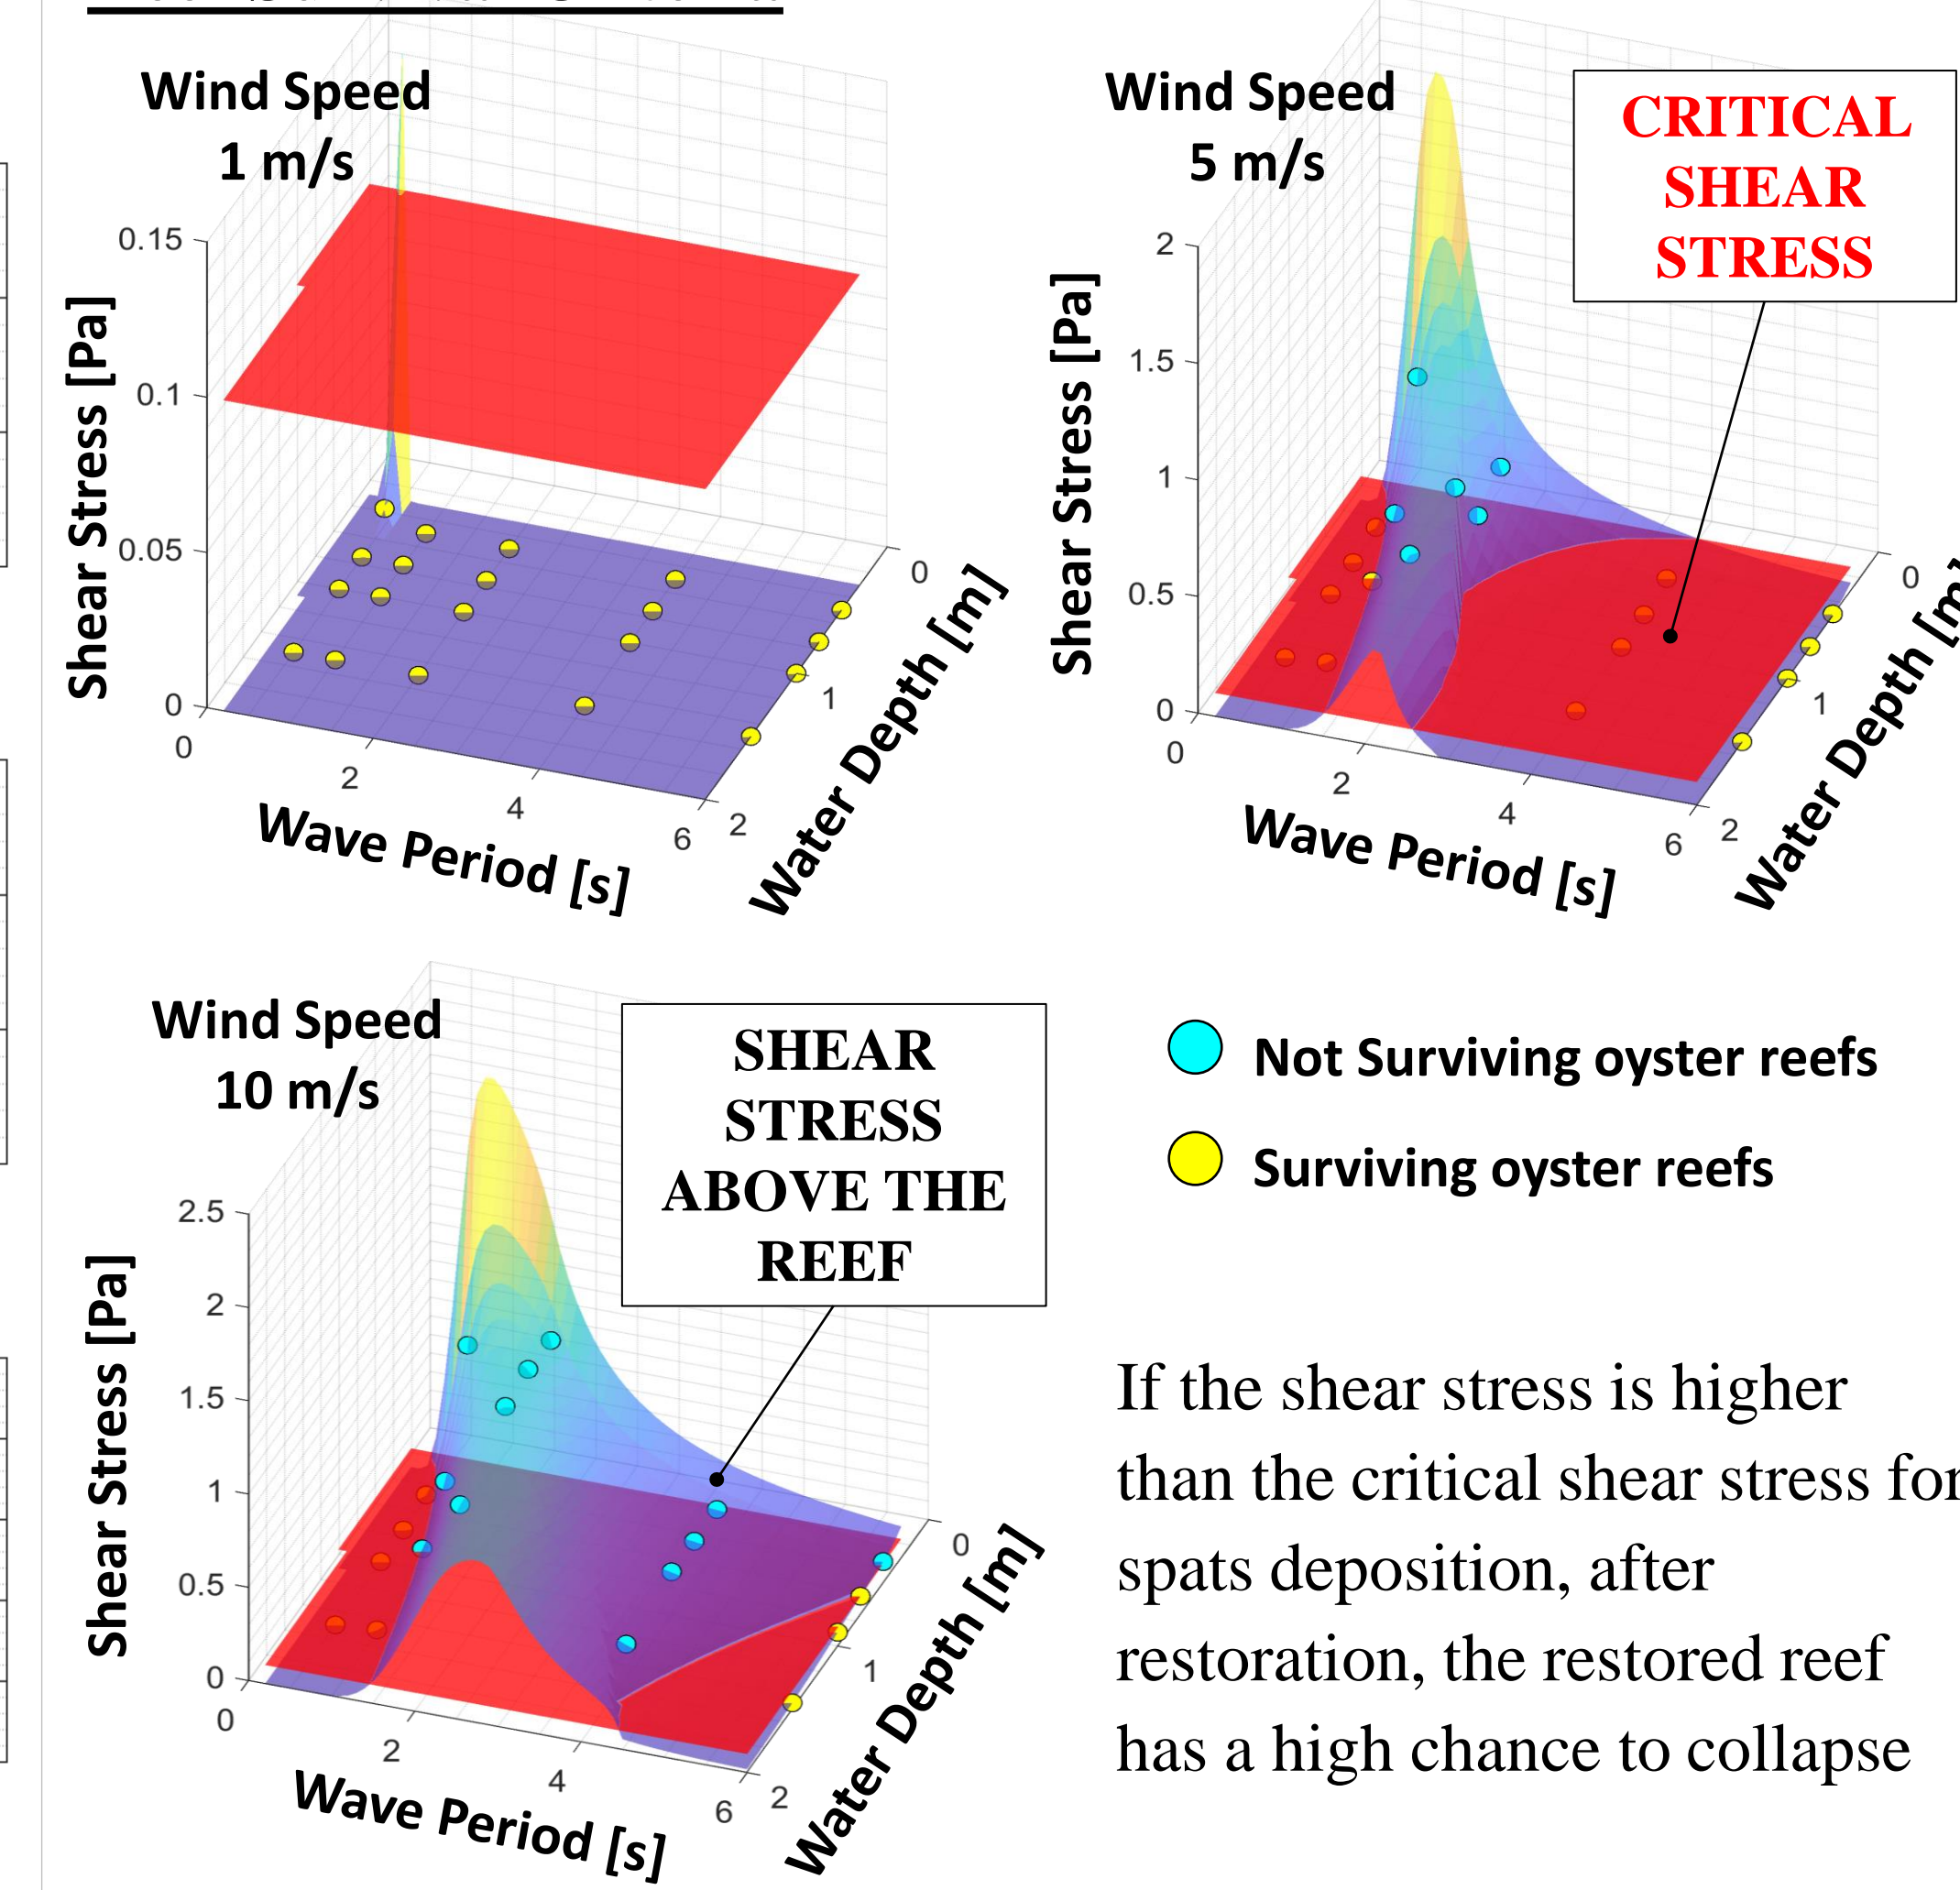 Wind Speed
1 m/s
0.15
0.1
0.05
0
Shear Stress [Pa]
0
2
4
6
Wave Period [s]
0
1
2
Water Depth [m]
Wind Speed
5 m/s
CRITICAL
SHEAR
STRESS
2
1.5
1
0.5
0
Shear Stress [Pa]
0
2
4
6
Wave Period [s]
0
1
2
Water Depth [m]
Wind Speed
10 m/s
SHEAR
STRESS
ABOVE THE
REEF
2.5
2
1.5
1
0.5
0
Shear Stress [Pa]
0
2
4
6
Wave Period [s]
0
1
2
Water Depth [m]
Not Surviving oyster reefs
Surviving oyster reefs
If the shear stress is higher
than the critical shear stress for
spats deposition, after
restoration, the restored reef
has a high chance to collapse